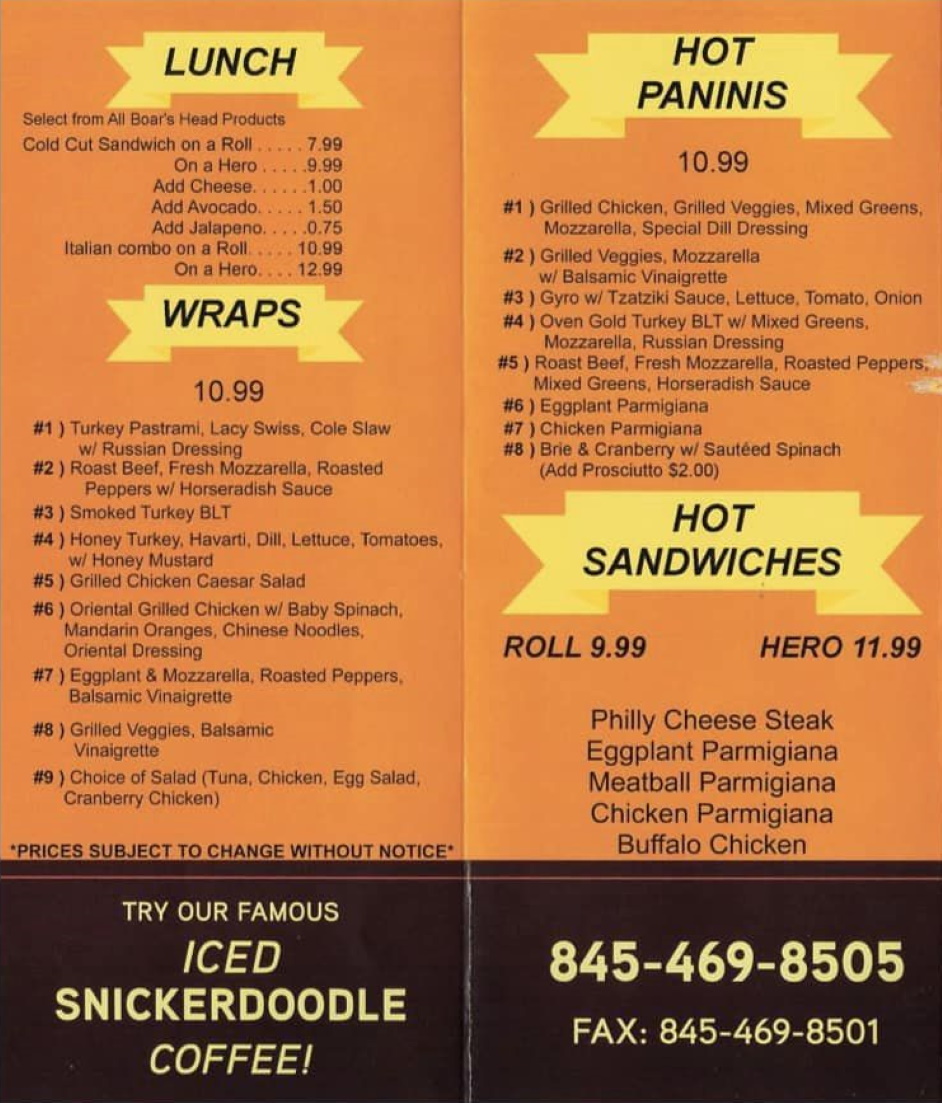 LUNCH
Select from All Boar's Head Products
Cold Cut Sandwich on a Roll . . . . . 7.99
On a Hero . . . . .9.99
Add Cheese. . . . . .1.00
Add Avocado. . . . . 1.50
Add Jalapeno. . . . .0.75
Italian combo on a Roll. . . . . 10.99
On a Hero. . . . 12.99
WRAPS
10.99
#1 ) Turkey Pastrami, Lacy Swiss, Cole Slaw
w/ Russian Dressing
#2 ) Roast Beef, Fresh Mozzarella, Roasted
Peppers w/ Horseradish Sauce
#3 ) Smoked Turkey BLT
#4 ) Honey Turkey, Havarti, Dill, Lettuce, Tomatoes,
w/ Honey Mustard
#5 ) Grilled Chicken Caesar Salad
#6 ) Oriental Grilled Chicken w/ Baby Spinach,
Mandarin Oranges, Chinese Noodles,
Oriental Dressing
#7 ) Eggplant & Mozzarella, Roasted Peppers,
Balsamic Vinaigrette
#8 ) Grilled Veggies, Balsamic
Vinaigrette
#9 ) Choice of Salad (Tuna, Chicken, Egg Salad,
Cranberry Chicken)
*PRICES SUBJECT TO CHANGE WITHOUT NOTICE*
TRY OUR FAMOUS
ICED
SNICKERDOODLE
COFFEE!
HOT
PANINIS
10.99
#1 ) Grilled Chicken, Grilled Veggies, Mixed Greens,
Mozzarella, Special Dill Dressing
#2 ) Grilled Veggies, Mozzarella
w/ Balsamic Vinaigrette
#3 ) Gyro w/ Tzatziki Sauce, Lettuce, Tomato, Onion
#4 ) Oven Gold Turkey BLT w/ Mixed Greens,
Mozzarella, Russian Dressing
#5 ) Roast Beef, Fresh Mozzarella, Roasted Peppers,
Mixed Greens, Horseradish Sauce
#6 ) Eggplant Parmigiana
#7 ) Chicken Parmigiana
#8 ) Brie & Cranberry w/ Sautéed Spinach
(Add Prosciutto $2.00)
HOT
SANDWICHES
ROLL 9.99 HERO 11.99
Philly Cheese Steak
Eggplant Parmigiana
Meatball Parmigiana
Chicken Parmigiana
Buffalo Chicken
845-469-8505
FAX: 845-469-8501